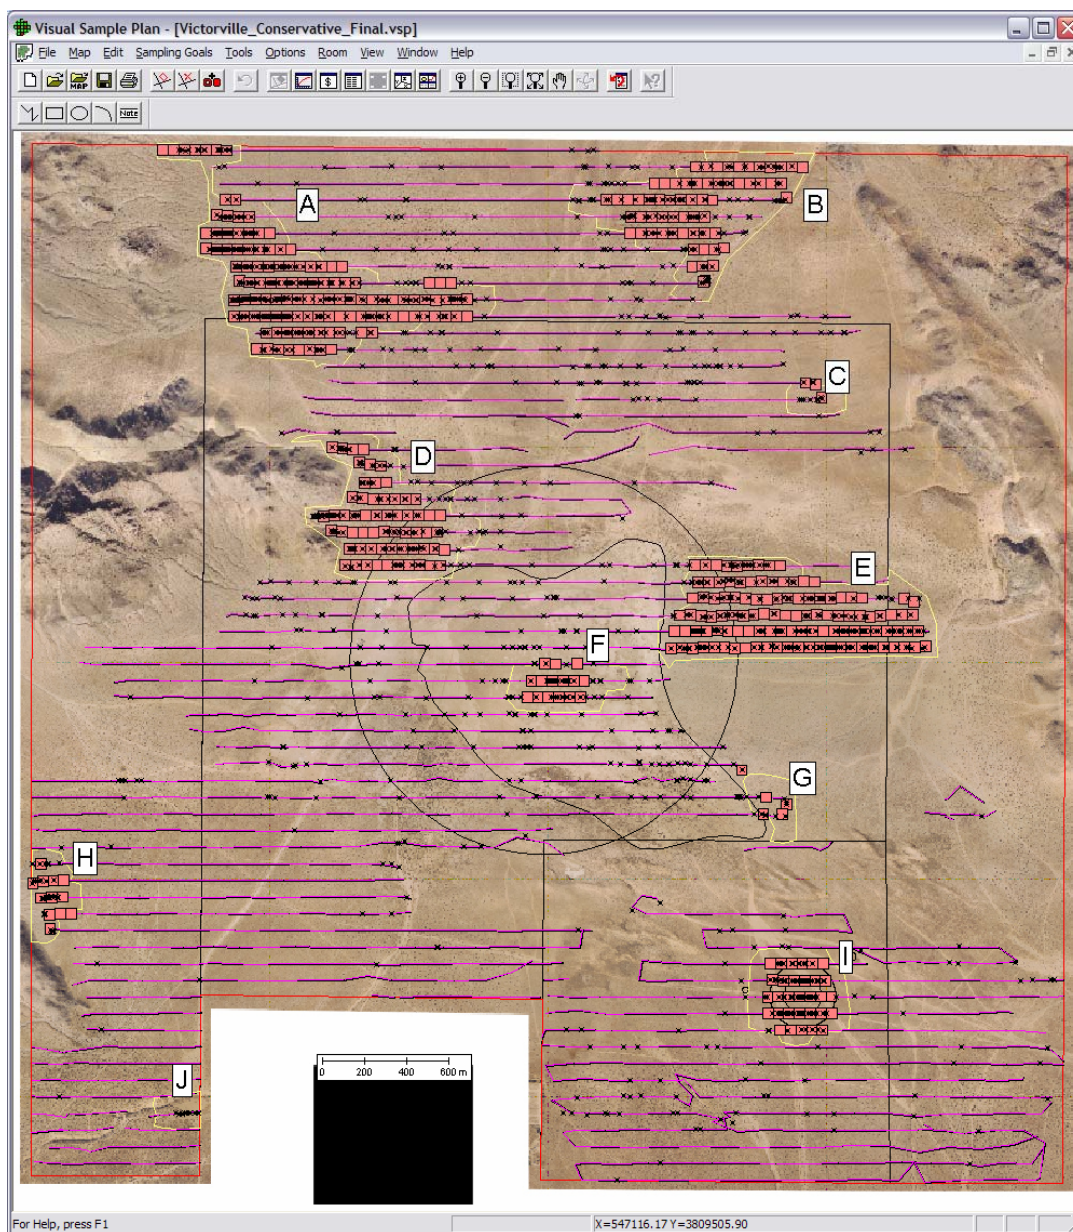 Visual Sample Plan - [Victorville_Conservative_Final.vsp]
File Map Edit Sampling Goals Tools Options Room View Window Help
MAP
Note
A
B
C
D
E
F
G
H
I
J
0 200 400 600 m
For Help, press F1
X=547116.17 Y=3809505.90